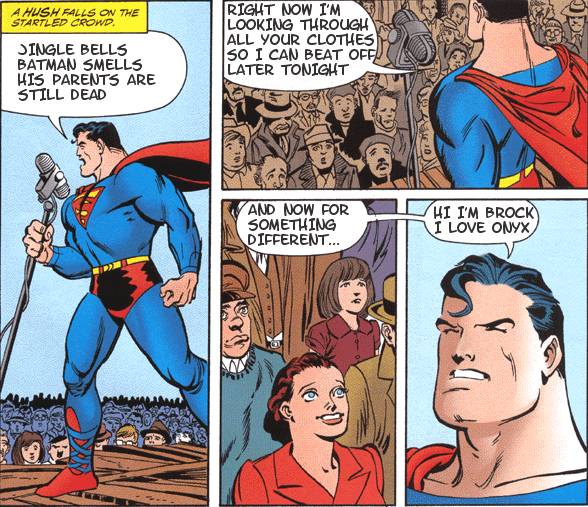 A HUSH FALLS ON THE
STARTLED CROWD.
JINGLE BELLS
BATMAN SMELLS
HIS PARENTS ARE
STILL DEAD
RIGHT NOW I'M
LOOKING THROUGH
ALL YOUR CLOTHES
SO I CAN BEAT OFF
LATER TONIGHT
AND NOW FOR
SOMETHING
DIFFERENT...
HI I'M BROCK
I LOVE ONYX